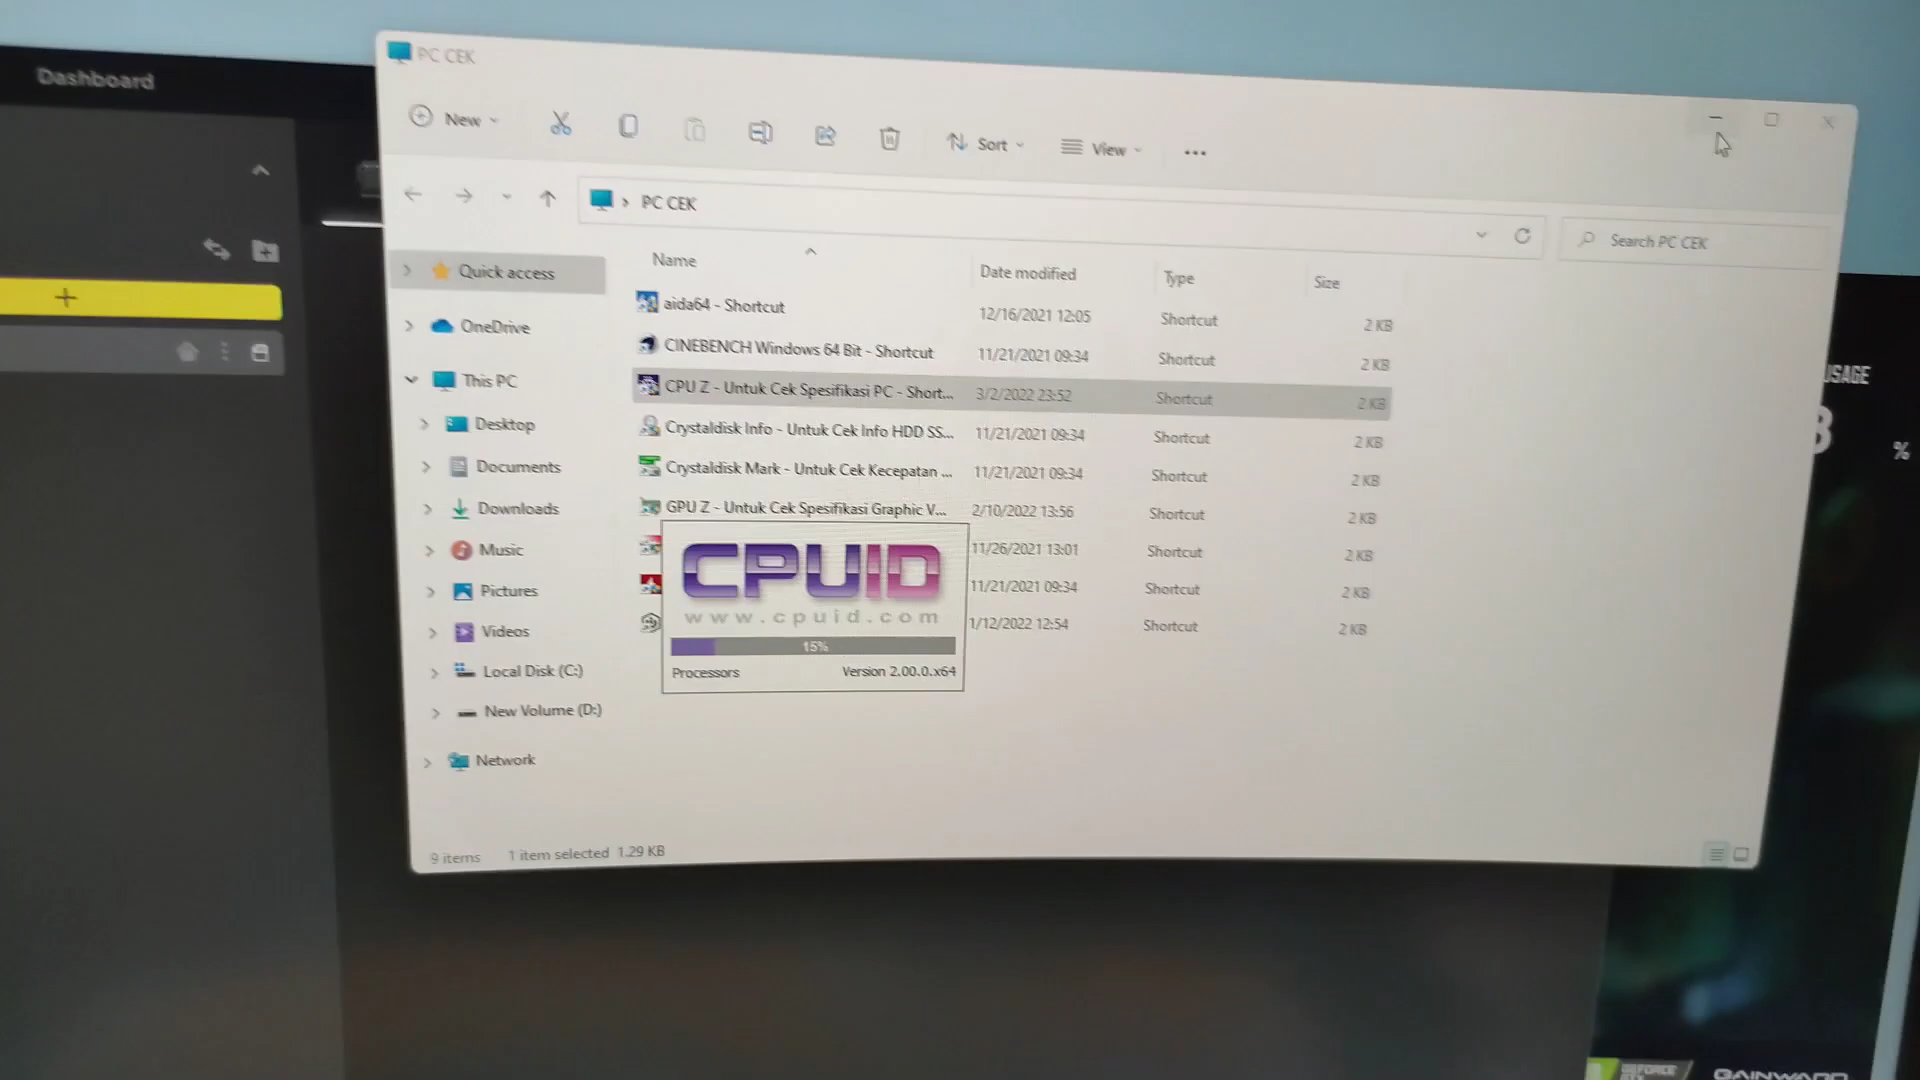 Dashboard
PC CEK
New
Sort
View
PC CEK
Search PC CEK
Name
Date modified
Type
Size
Quick access
OneDrive
This PC
Desktop
Documents
Downloads
Music
Pictures
Videos
Local Disk (C:)
New Volume (D:)
Network
aida64 - Shortcut 12/16/2021 12:05 Shortcut 2 KB
CINEBENCH Windows 64 Bit - Shortcut 11/21/2021 09:34 Shortcut 2 KB
CPU Z - Untuk Cek Spesifikasi PC - Short... 3/2/2022 23:52 Shortcut 2 KB
Crystaldisk Info - Untuk Cek Info HDD SS... 11/21/2021 09:34 Shortcut 2 KB
Crystaldisk Mark - Untuk Cek Kecepatan ... 11/21/2021 09:34 Shortcut 2 KB
GPU Z - Untuk Cek Spesifikasi Graphic V... 2/10/2022 13:56 Shortcut 2 KB
11/26/2021 13:01 Shortcut 2 KB
11/21/2021 09:34 Shortcut 2 KB
1/12/2022 12:54 Shortcut 2 KB
CPUID
www.cpuid.com
15%
Processors Version 2.00.0.x64
9 items 1 item selected 1.29 KB
USAGE
%
GEFORCE
GAINWARD